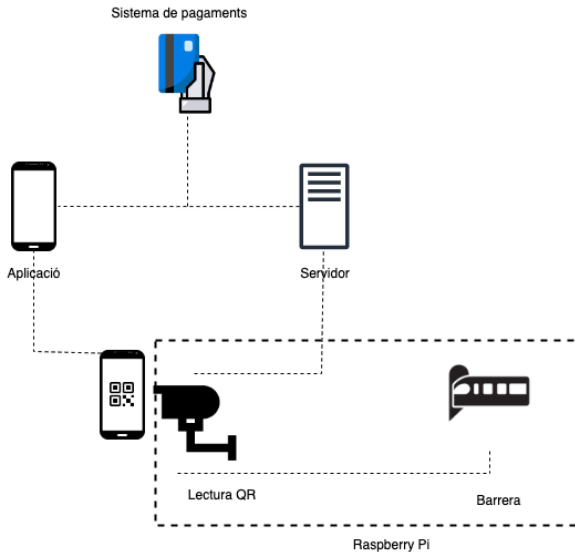 Sistema de pagaments
Aplicació
Servidor
Lectura QR
Barrera
Raspberry Pi